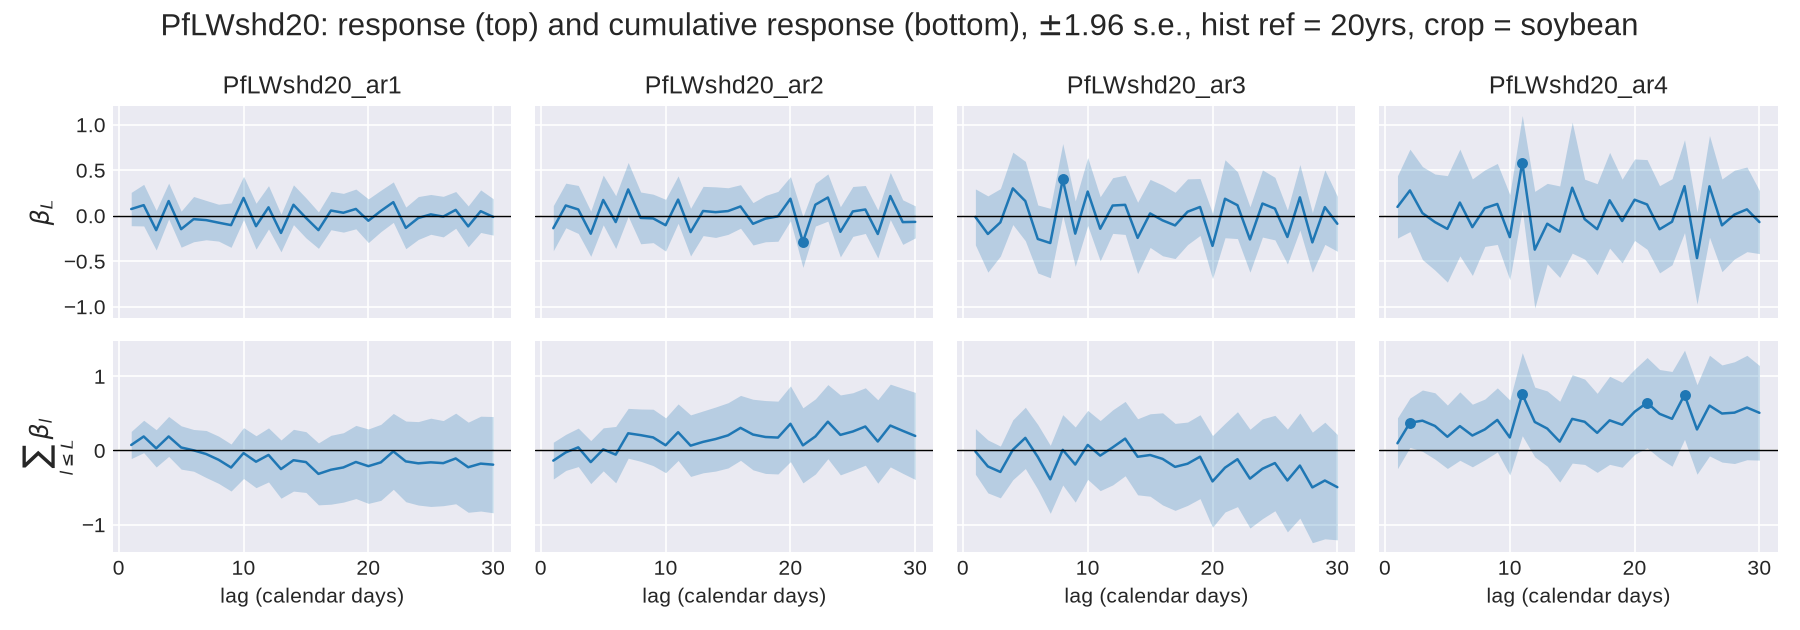 PfLWshd20: response (top) and cumulative response (bottom), ±1.96 s.e., hist ref = 20yrs, crop = soybean
PfLWshd20_ar1 PfLWshd20_ar2 PfLWshd20_ar3 PfLWshd20_ar4
1.0
0.5
0.0
−0.5
−1.0
β_L
1
0
−1
∑_{l ≤ L} β_l
0 10 20 30 0 10 20 30 0 10 20 30 0 10 20 30
lag (calendar days) lag (calendar days) lag (calendar days) lag (calendar days)